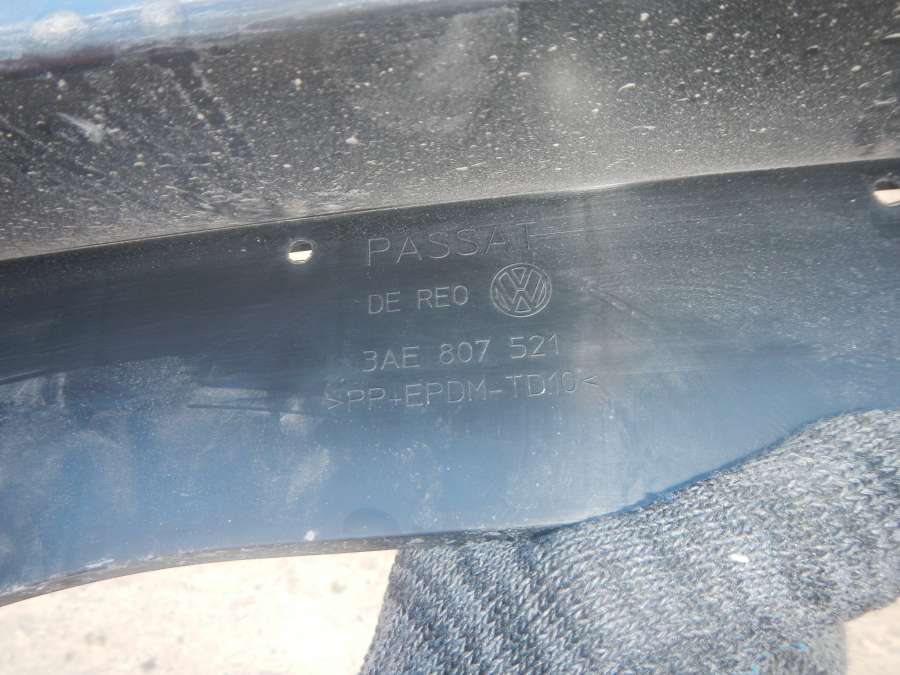 PASSAT
DE REO
3AE 807 521
>PP+EPDM-TD10<